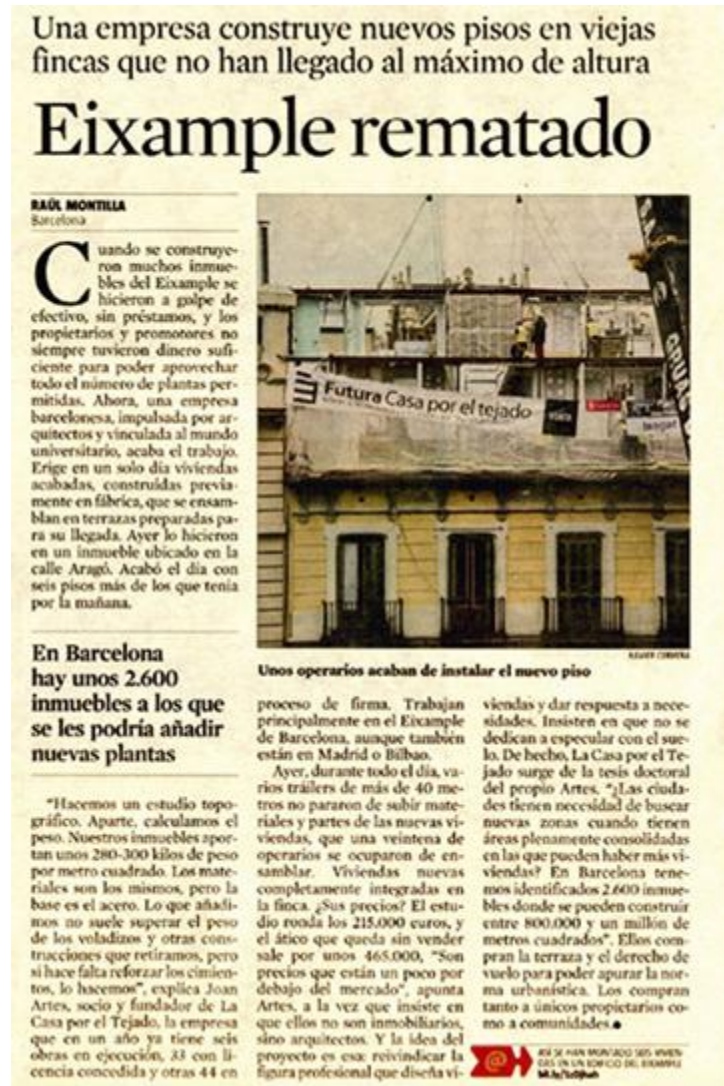 Una empresa construye nuevos pisos en viejas
fincas que no han llegado al máximo de altura
Eixample rematado
RAÚL MONTILLA
Barcelona
Cuando se construye-
ron muchos inmue-
bles del Eixample se
hicieron a golpe de
efectivo, sin préstamos, y los
propietarios y promotores no
siempre tuvieron dinero sufi-
ciente para poder aprovechar
todo el número de plantas per-
mitidas. Ahora, una empresa
barcelonesa, impulsada por ar-
quitectos y vinculada al mundo
universitario, acaba el trabajo.
Erige en un solo día viviendas
acabadas, construidas previa-
mente en fábrica, que se ensam-
blan en terrazas preparadas pa-
ra su llegada. Ayer lo hicieron
en un inmueble ubicado en la
calle Aragó. Acabó el día con
seis pisos más de los que tenía
por la mañana.
En Barcelona
hay unos 2.600
inmuebles a los que
se les podría añadir
nuevas plantas
"Hacemos un estudio topo-
gráfico. Aparte, calculamos el
peso. Nuestros inmuebles apor-
tan unos 280-300 kilos de peso
por metro cuadrado. Los mate-
riales son los mismos, pero la
base es el acero. Lo que añadi-
mos no suele superar el peso
de los voladizos y otras cons-
trucciones que retiramos, pero
si hace falta reforzar los cimien-
tos, lo hacemos", explica Joan
Artes, socio y fundador de La
Casa por el Tejado, la empresa
que en un año ya tiene seis
obras en ejecución, 33 con li-
cencia concedida y otras 44 en
Futura Casa por el tejado
GRUAS
XAVIER CERVERA
Unos operarios acaban de instalar el nuevo piso
proceso de firma. Trabajan
principalmente en el Eixample
de Barcelona, aunque también
están en Madrid o Bilbao.
Ayer, durante todo el día, va-
rios tráilers de más de 40 me-
tros no pararon de subir mate-
riales y partes de las nuevas vi-
viendas, que una veintena de
operarios se ocuparon de en-
samblar. Viviendas nuevas
completamente integradas en
la finca. ¿Sus precios? El estu-
dio ronda los 215.000 euros, y
el ático que queda sin vender
sale por unos 465.000, "Son
precios que están un poco por
debajo del mercado", apunta
Artes, a la vez que insiste en
que ellos no son inmobiliarios,
sino arquitectos. Y la idea del
proyecto es esa: reivindicar la
figura profesional que diseña vi-
viendas y dar respuesta a nece-
sidades. Insisten en que no se
dedican a especular con el sue-
lo. De hecho, La Casa por el Te-
jado surge de la tesis doctoral
del propio Artes. "¿Las ciuda-
des tienen necesidad de buscar
nuevas zonas cuando tienen
áreas plenamente consolidadas
en las que pueden haber más vi-
viendas? En Barcelona tene-
mos identificados 2.600 inmue-
bles donde se pueden construir
entre 800.000 y un millón de
metros cuadrados". Ellos com-
pran la terraza y el derecho de
vuelo para poder apurar la nor-
ma urbanística. Los compran
tanto a únicos propietarios co-
mo a comunidades.
@
ASÍ SE HAN MONTADO SEIS VIVIEN-
DAS EN UN EDIFICIO DEL EIXAMPLE